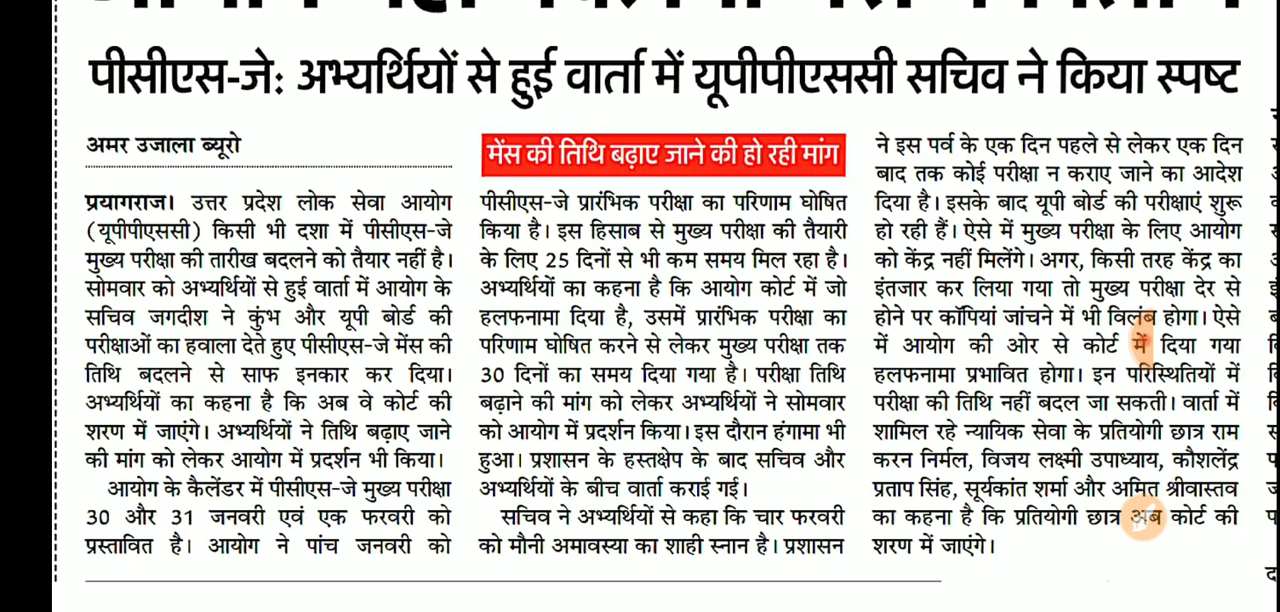 पीसीएस-जे: अभ्यर्थियों से हुई वार्ता में यूपीपीएससी सचिव ने किया स्पष्ट
अमर उजाला ब्यूरो
प्रयागराज। उत्तर प्रदेश लोक सेवा आयोग
(यूपीपीएससी) किसी भी दशा में पीसीएस-जे
मुख्य परीक्षा की तारीख बदलने को तैयार नहीं है।
सोमवार को अभ्यर्थियों से हुई वार्ता में आयोग के
सचिव जगदीश ने कुंभ और यूपी बोर्ड की
परीक्षाओं का हवाला देते हुए पीसीएस-जे मेंस की
तिथि बदलने से साफ इनकार कर दिया।
अभ्यर्थियों का कहना है कि अब वे कोर्ट की
शरण में जाएंगे। अभ्यर्थियों ने तिथि बढ़ाए जाने
की मांग को लेकर आयोग में प्रदर्शन भी किया।
आयोग के कैलेंडर में पीसीएस-जे मुख्य परीक्षा
30 और 31 जनवरी एवं एक फरवरी को
प्रस्तावित है। आयोग ने पांच जनवरी को
मेंस की तिथि बढ़ाए जाने की हो रही मांग
पीसीएस-जे प्रारंभिक परीक्षा का परिणाम घोषित
किया है। इस हिसाब से मुख्य परीक्षा की तैयारी
के लिए 25 दिनों से भी कम समय मिल रहा है।
अभ्यर्थियों का कहना है कि आयोग कोर्ट में जो
हलफनामा दिया है, उसमें प्रारंभिक परीक्षा का
परिणाम घोषित करने से लेकर मुख्य परीक्षा तक
30 दिनों का समय दिया गया है। परीक्षा तिथि
बढ़ाने की मांग को लेकर अभ्यर्थियों ने सोमवार
को आयोग में प्रदर्शन किया। इस दौरान हंगामा भी
हुआ। प्रशासन के हस्तक्षेप के बाद सचिव और
अभ्यर्थियों के बीच वार्ता कराई गई।
सचिव ने अभ्यर्थियों से कहा कि चार फरवरी
को मौनी अमावस्या का शाही स्नान है। प्रशासन
ने इस पर्व के एक दिन पहले से लेकर एक दिन
बाद तक कोई परीक्षा न कराए जाने का आदेश
दिया है। इसके बाद यूपी बोर्ड की परीक्षाएं शुरू
हो रही हैं। ऐसे में मुख्य परीक्षा के लिए आयोग
को केंद्र नहीं मिलेंगे। अगर, किसी तरह केंद्र का
इंतजार कर लिया गया तो मुख्य परीक्षा देर से
होने पर कॉपियां जांचने में भी विलंब होगा। ऐसे
में आयोग की ओर से कोर्ट में दिया गया
हलफनामा प्रभावित होगा। इन परिस्थितियों में
परीक्षा की तिथि नहीं बदल जा सकती। वार्ता में
शामिल रहे न्यायिक सेवा के प्रतियोगी छात्र राम
करन निर्मल, विजय लक्ष्मी उपाध्याय, कौशलेंद्र
प्रताप सिंह, सूर्यकांत शर्मा और अमित श्रीवास्तव
का कहना है कि प्रतियोगी छात्र अब कोर्ट की
शरण में जाएंगे।